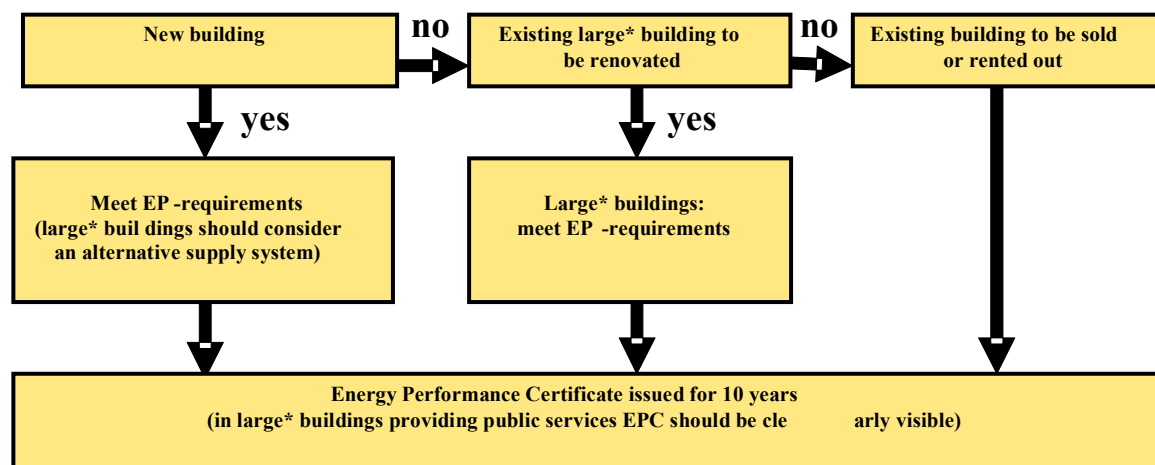 New building
no
Existing large* building to
be renovated
no
Existing building to be sold
or rented out
yes
yes
Meet EP -requirements
(large* buil dings should consider
an alternative supply system)
Large* buildings:
meet EP -requirements
Energy Performance Certificate issued for 10 years
(in large* buildings providing public services EPC should be cle arly visible)